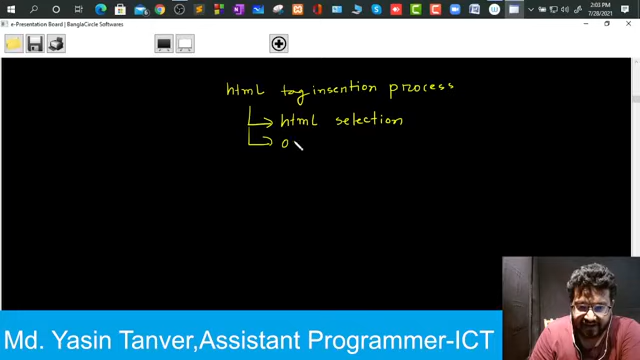 2:03 PM
7/28/2021
e-Presentation Board | BanglaCircle Softwares
html tag insention process
html selection
o
Md. Yasin Tanver,Assistant Programmer-ICT